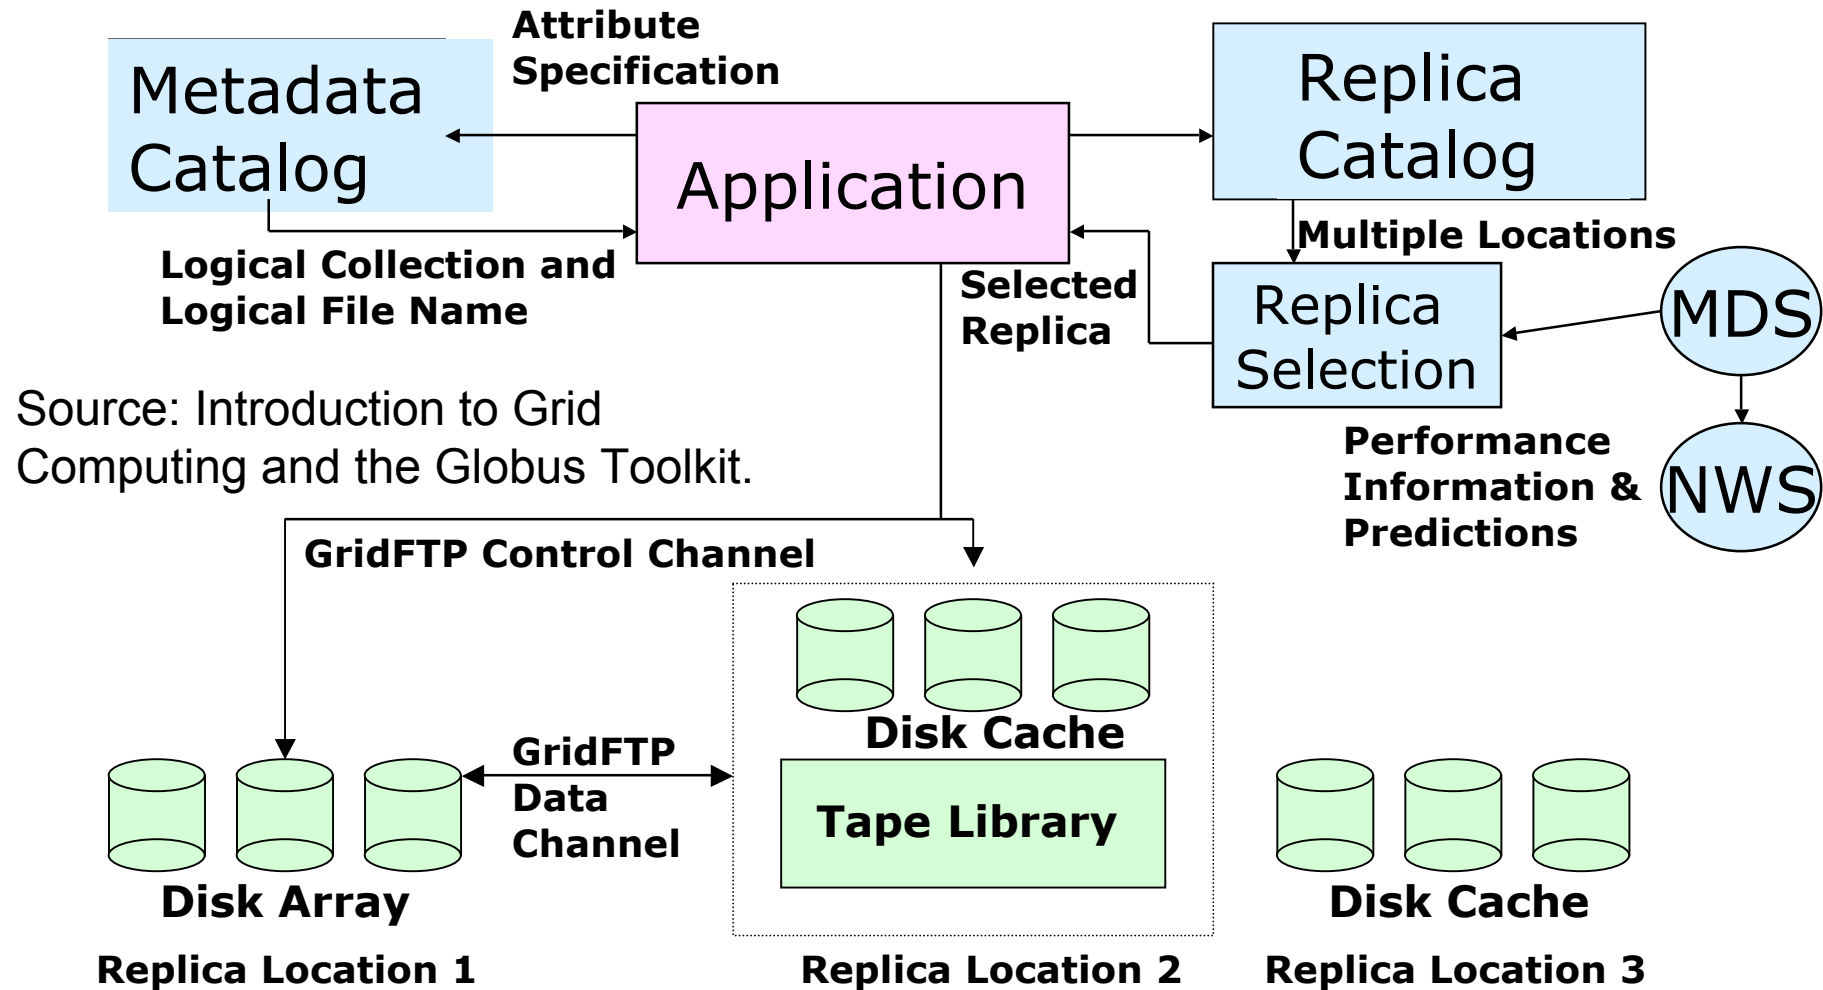 Attribute
Specification
Metadata
Catalog
Application
Replica
Catalog
Logical Collection and
Logical File Name
Selected
Replica
Multiple Locations
Replica
Selection
MDS
Source: Introduction to Grid
Computing and the Globus Toolkit.
Performance
Information &
Predictions
NWS
GridFTP Control Channel
Disk Cache
GridFTP
Data
Channel
Tape Library
Disk Array
Disk Cache
Replica Location 1
Replica Location 2
Replica Location 3